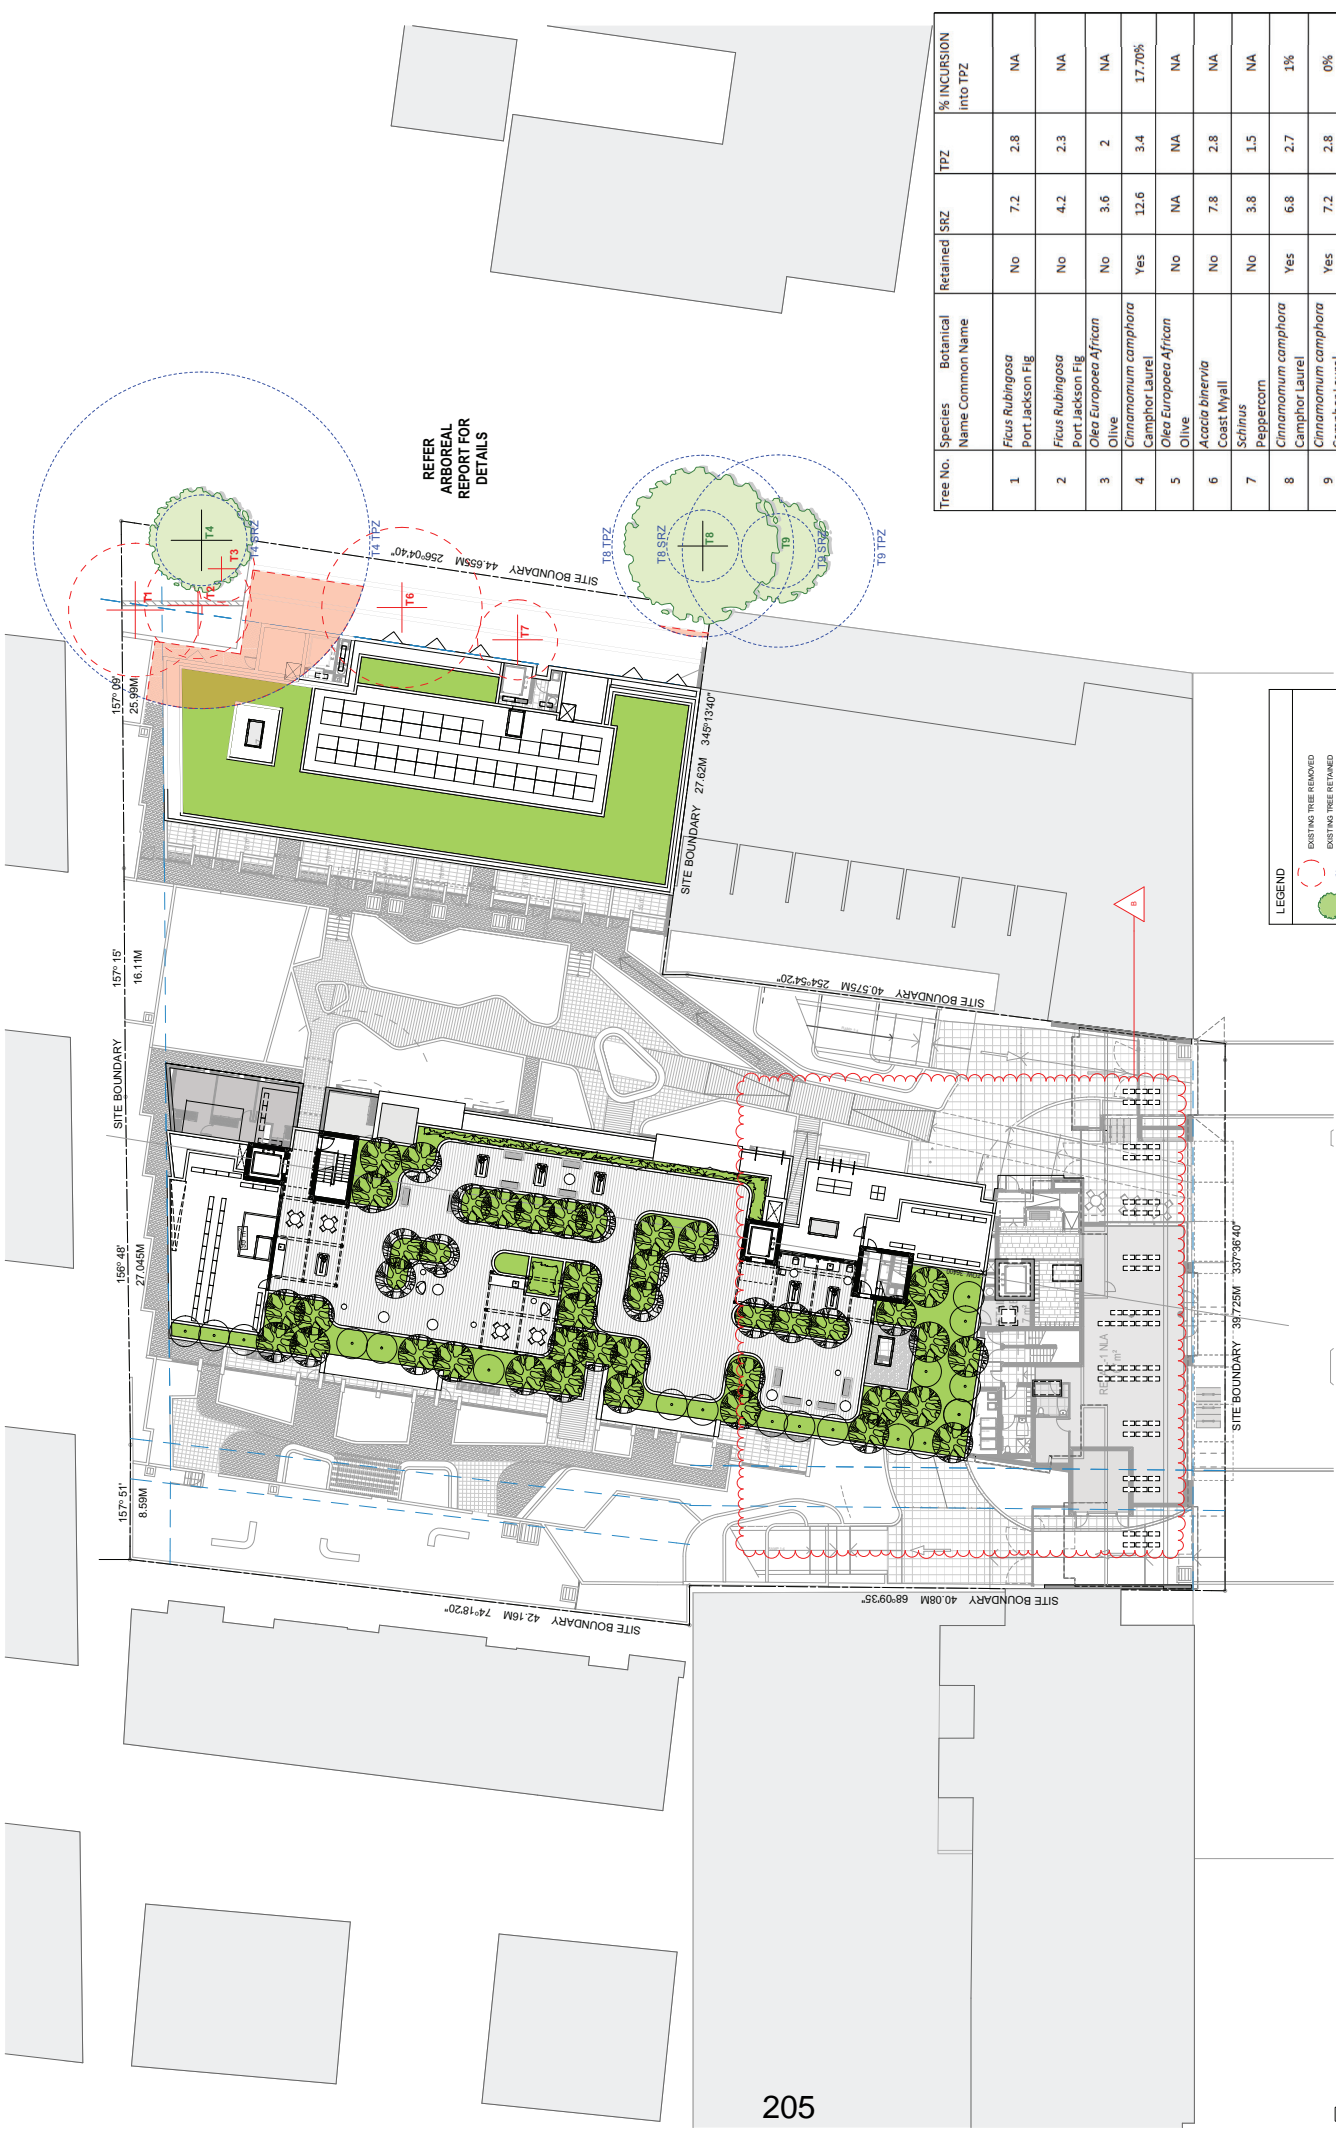 Tree No. Species Botanical Name Common Name Retained SRZ TPZ % INCURSION into TPZ
1 Ficus Rubingosa Port Jackson Fig No 7.2 2.8 NA
2 Ficus Rubingosa Port Jackson Fig No 4.2 2.3 NA
3 Olea Europoea African Olive No 3.6 2 NA
4 Cinnamomum camphora Camphor Laurel Yes 12.6 3.4 17.70%
5 Olea Europoea African Olive No NA NA NA
6 Acacia binervia Coast Myall No 7.8 2.8 NA
7 Schinus Peppercorn No 3.8 1.5 NA
8 Cinnamomum camphora Camphor Laurel Yes 6.8 2.7 1%
9 Cinnamomum camphora Yes 7.2 2.8 0%
REFER
ARBOREAL
REPORT FOR
DETAILS
T1
T2
T3
T4
T4 SRZ
T4 TPZ
T6
T7
T8 TPZ
T8 SRZ
T8
T9
T9 SRZ
T9 TPZ
SITE BOUNDARY 44.655M 256°04'40"
157° 09'
25.99M
SITE BOUNDARY 27.62M 345°13'40"
157° 15'
16.11M
SITE BOUNDARY
SITE BOUNDARY 40.575M 254°54'20"
156° 48'
27.045M
157° 51'
8.59M
SITE BOUNDARY 42.16M 74°18'20"
SITE BOUNDARY 40.08M 68°09'35"
SITE BOUNDARY 39.725M 337°36'40"
B
LEGEND
EXISTING TREE REMOVED
EXISTING TREE RETAINED
205